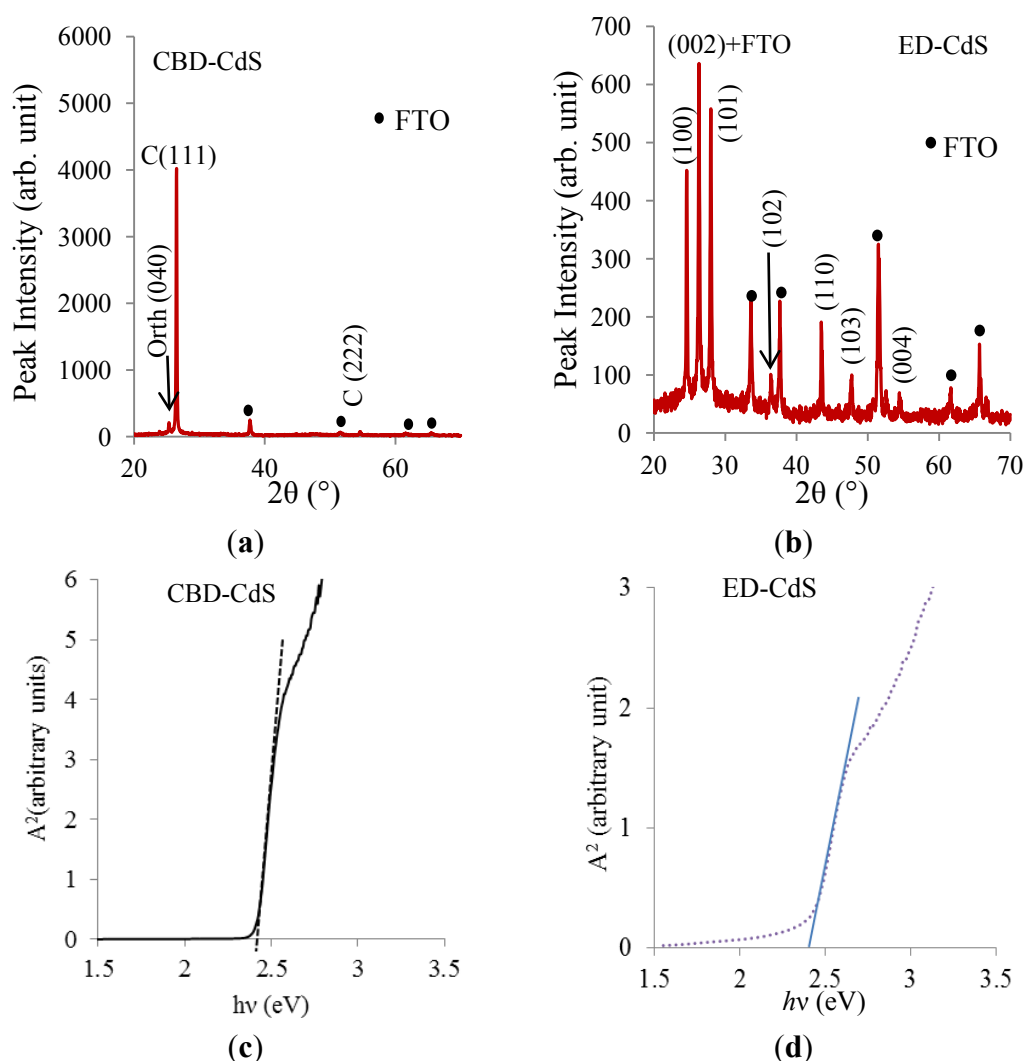 CBD-CdS
Peak Intensity (arb. unit)
6000
5000
4000
3000
2000
1000
0
C(111)
Orth (040)
C (222)
• FTO
20
40
60
2θ (°)
(a)
ED-CdS
Peak Intensity (arb. unit)
700
600
500
400
300
200
100
0
(002)+FTO
(100)
(101)
(102)
(110)
(103)
(004)
• FTO
20
30
40
50
60
70
2θ (°)
(b)
CBD-CdS
A²(arbitrary units)
6
5
4
3
2
1
0
1.5
2
2.5
3
3.5
hν (eV)
(c)
ED-CdS
A² (arbitrary unit)
3
2
1
0
1.5
2
2.5
3
3.5
hν (eV)
(d)